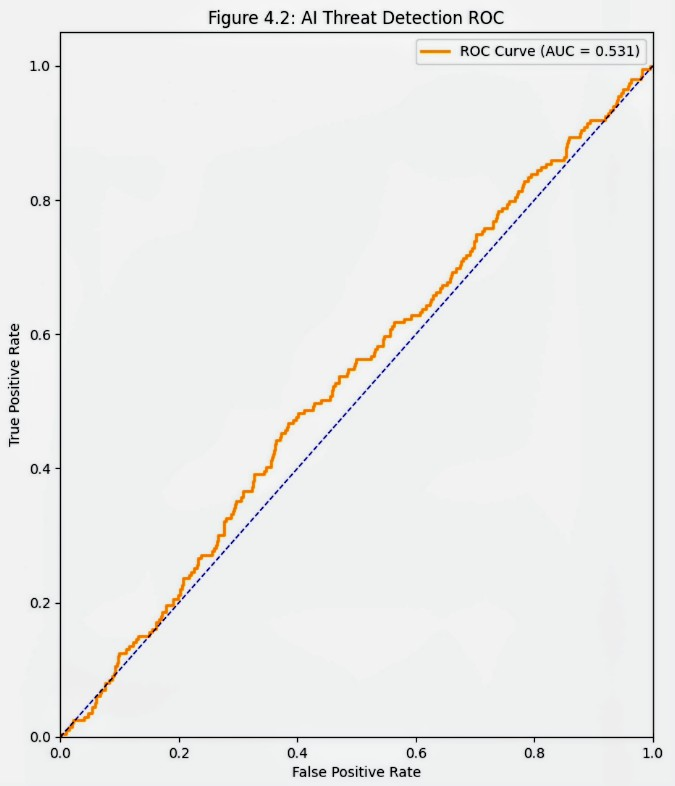 Figure 4.2: AI Threat Detection ROC
ROC Curve (AUC = 0.531)
1.0
0.8
0.6
0.4
0.2
0.0
True Positive Rate
0.0 0.2 0.4 0.6 0.8 1.0
False Positive Rate